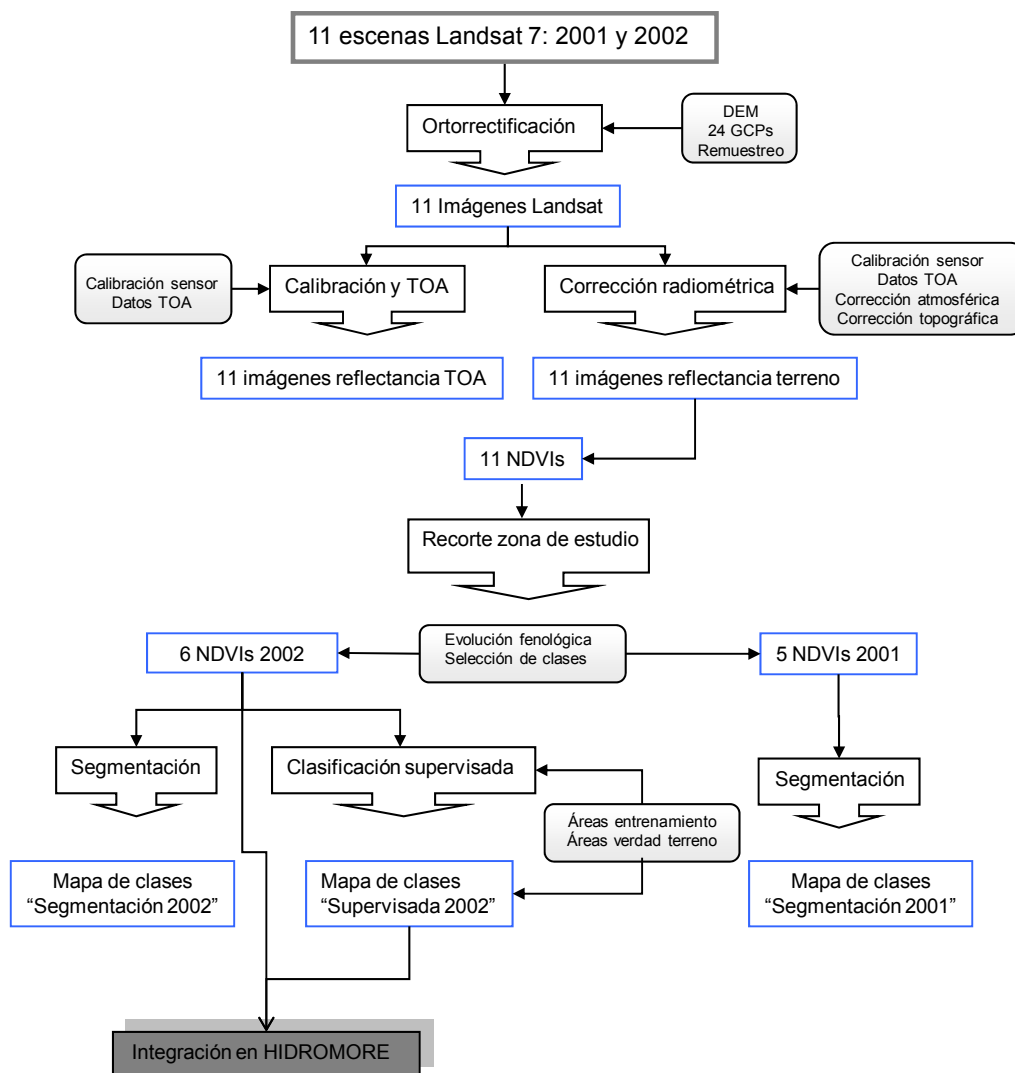 11 escenas Landsat 7: 2001 y 2002
DEM
24 GCPs
Remuestreo
Ortorrectificación
11 Imágenes Landsat
Calibración sensor
Datos TOA
Calibración y TOA
Corrección radiométrica
Calibración sensor
Datos TOA
Corrección atmosférica
Corrección topográfica
11 imágenes reflectancia TOA
11 imágenes reflectancia terreno
11 NDVIs
Recorte zona de estudio
6 NDVIs 2002
Evolución fenológica
Selección de clases
5 NDVIs 2001
Segmentación
Clasificación supervisada
Segmentación
Áreas entrenamiento
Áreas verdad terreno
Mapa de clases
“Segmentación 2002”
Mapa de clases
“Supervisada 2002”
Mapa de clases
“Segmentación 2001”
Integración en HIDROMORE